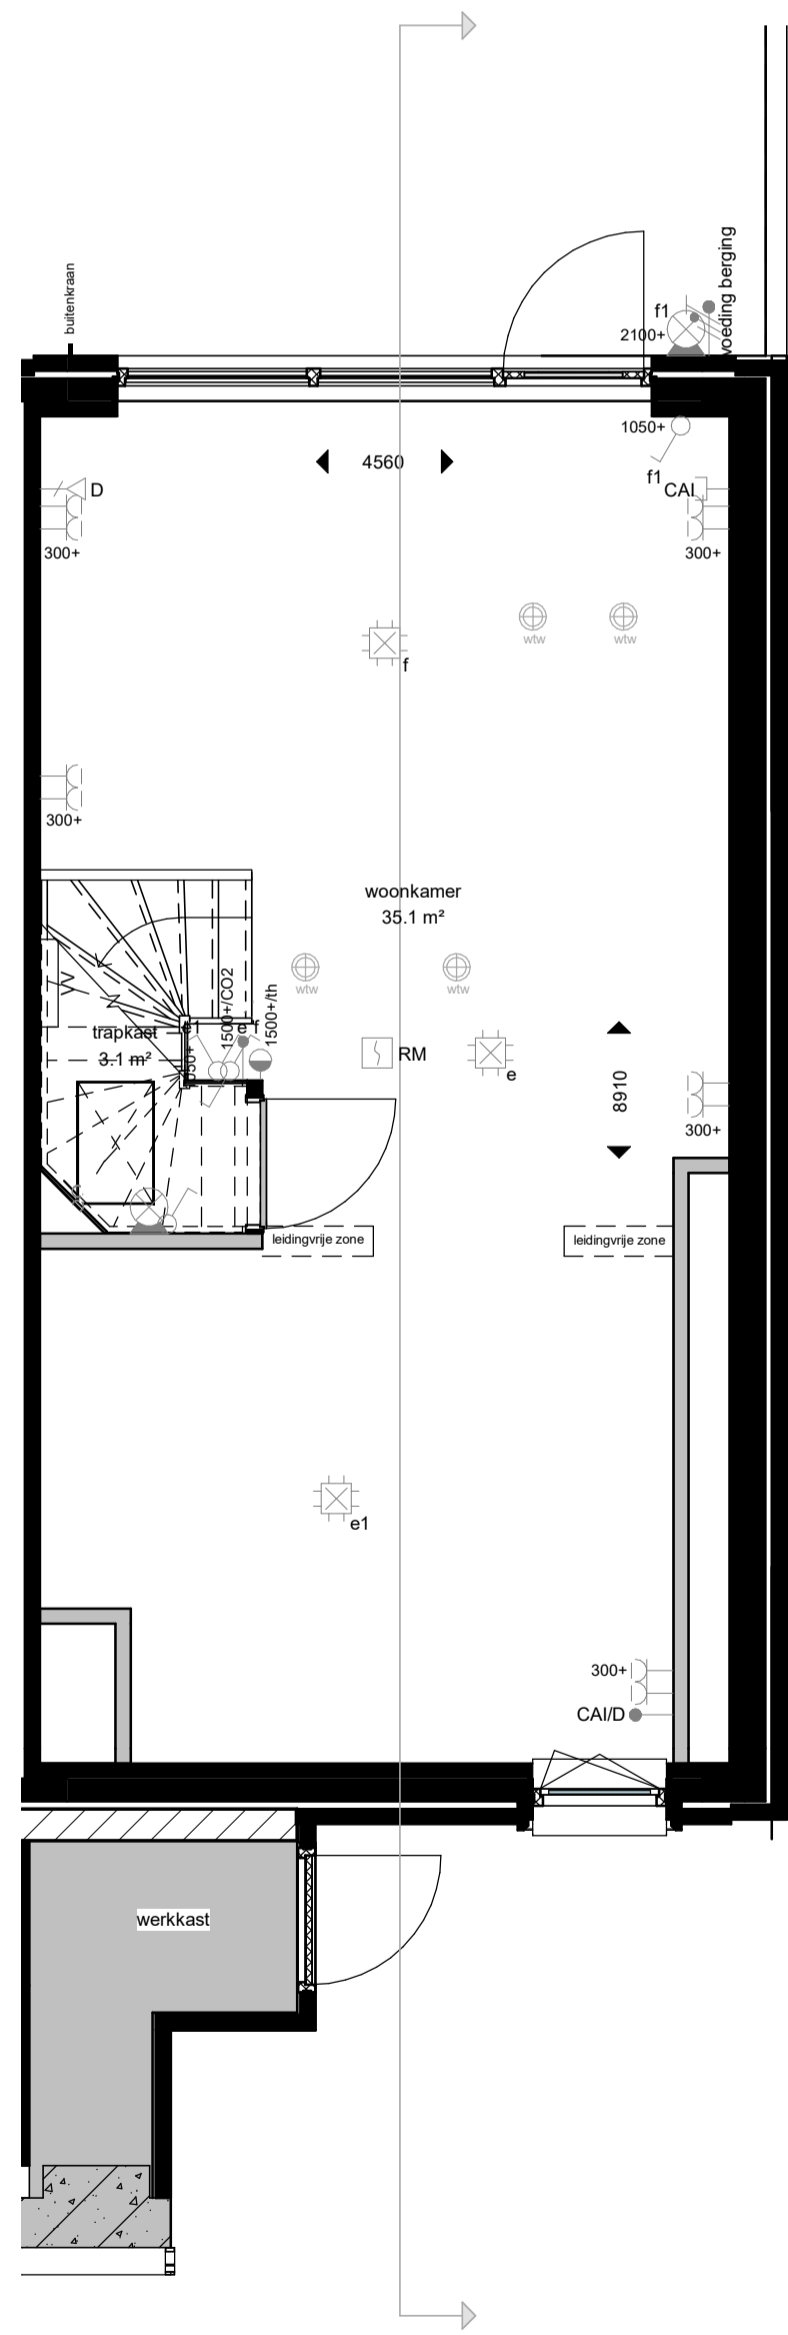 buitenkraan
voeding berging
f1
2100+
1050+
f1
4560
D
300+
CAI
300+
wtw
wtw
f
300+
woonkamer
35.1 m²
wtw
wtw
1500+/CO2
1500+/th
trapkast
3.1 m²
e1
e
f
1050+
RM
e
8910
300+
leidingvrije zone
leidingvrije zone
e1
300+
CAI/D
werkkast